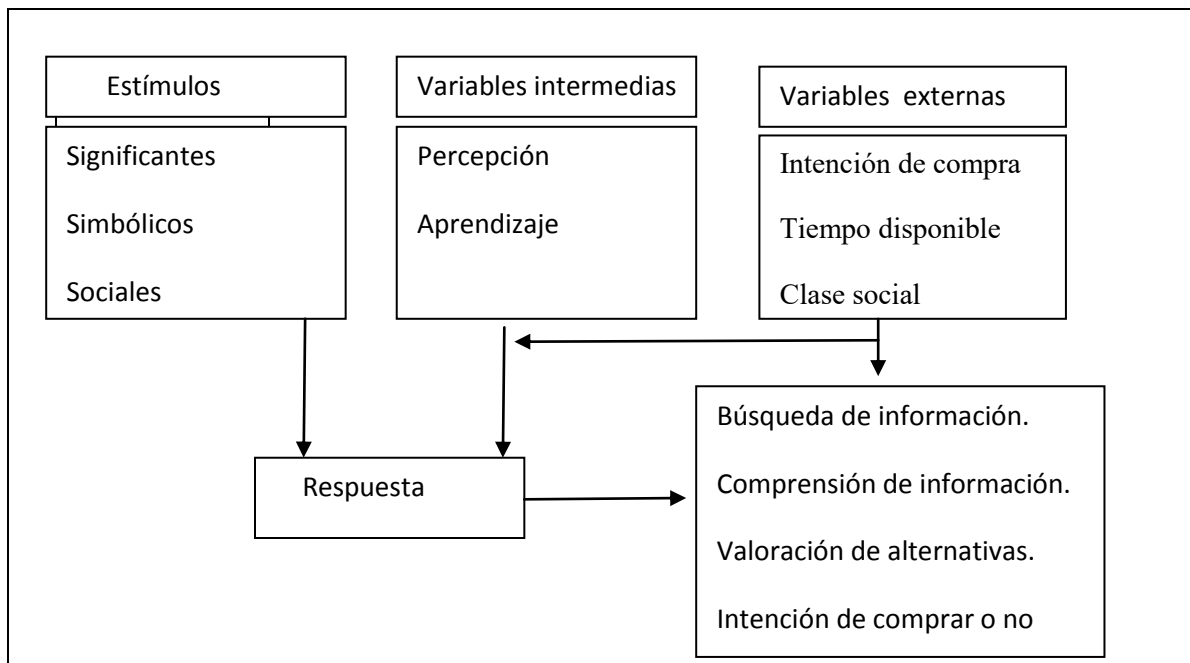 Estímulos
Significantes
Simbólicos
Sociales
Variables intermedias
Percepción
Aprendizaje
Variables externas
Intención de compra
Tiempo disponible
Clase social
Respuesta
Búsqueda de información.
Comprensión de información.
Valoración de alternativas.
Intención de comprar o no